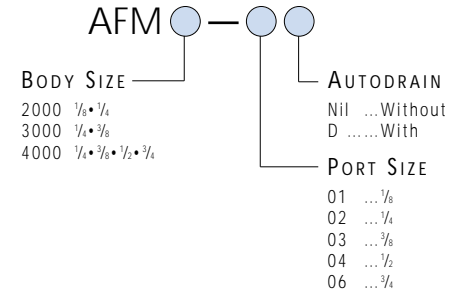 AFM —
BODY SIZE
2000 1/8 • 1/4
3000 1/4 • 3/8
4000 1/4 • 3/8 • 1/2 • 3/4
AUTODRAIN
Nil ...Without
D ......With
PORT SIZE
01 ...1/8
02 ...1/4
03 ...3/8
04 ...1/2
06 ...3/4